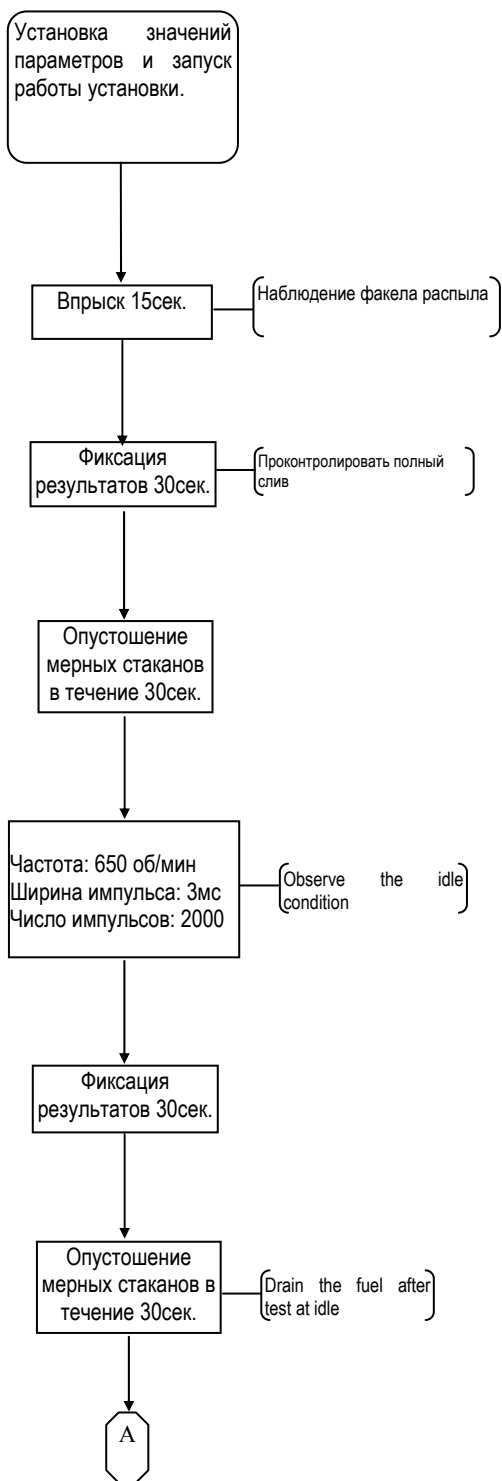 Установка значений
параметров и запуск
работы установки.
Впрыск 15сек.
Наблюдение факела распыла
Фиксация
результатов 30сек.
Проконтролировать полный
слив
Опустошение
мерных стаканов
в течение 30сек.
Частота: 650 об/мин
Ширина импульса: 3мс
Число импульсов: 2000
Observe the idle
condition
Фиксация
результатов 30сек.
Опустошение
мерных стаканов в
течение 30сек.
Drain the fuel after
test at idle
A